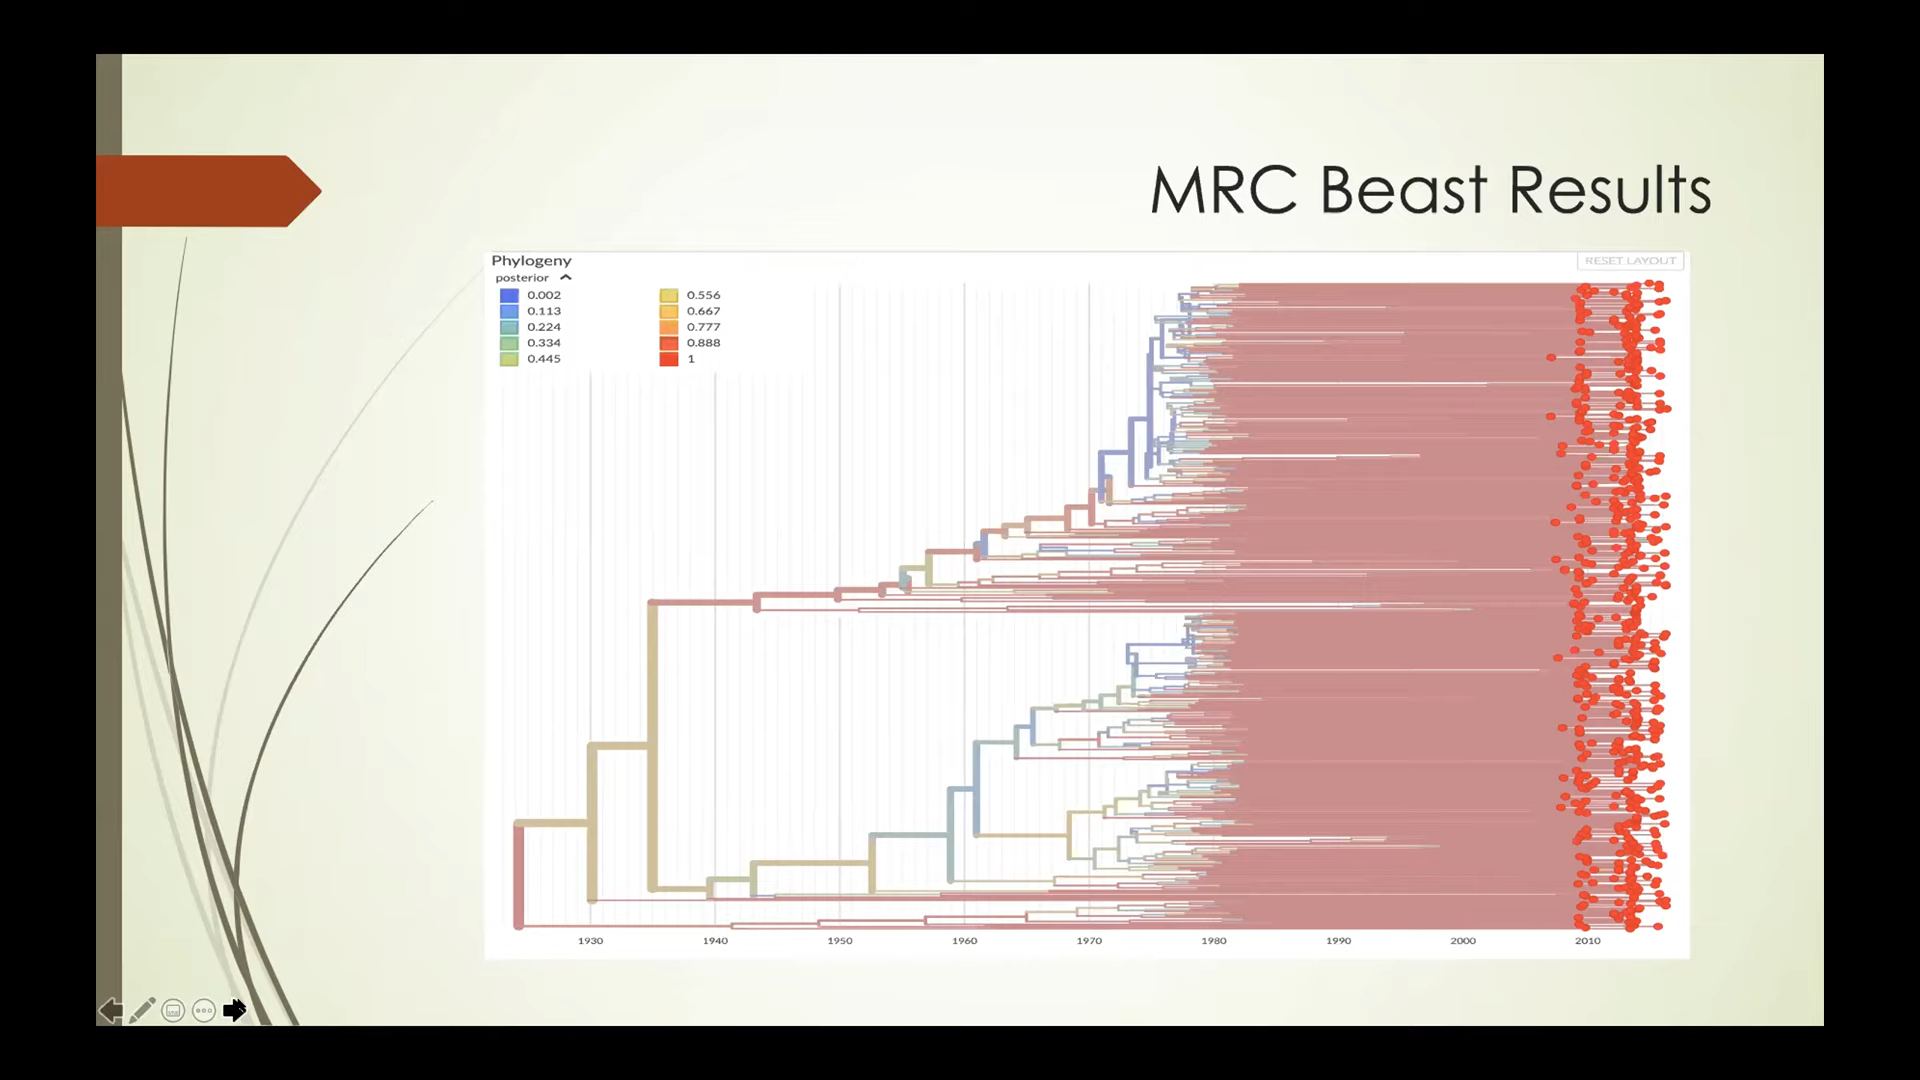 MRC Beast Results
Phylogeny
RESET LAYOUT
posterior
0.002 0.556
0.113 0.667
0.224 0.777
0.334 0.888
0.445 1
1930 1940 1950 1960 1970 1980 1990 2000 2010